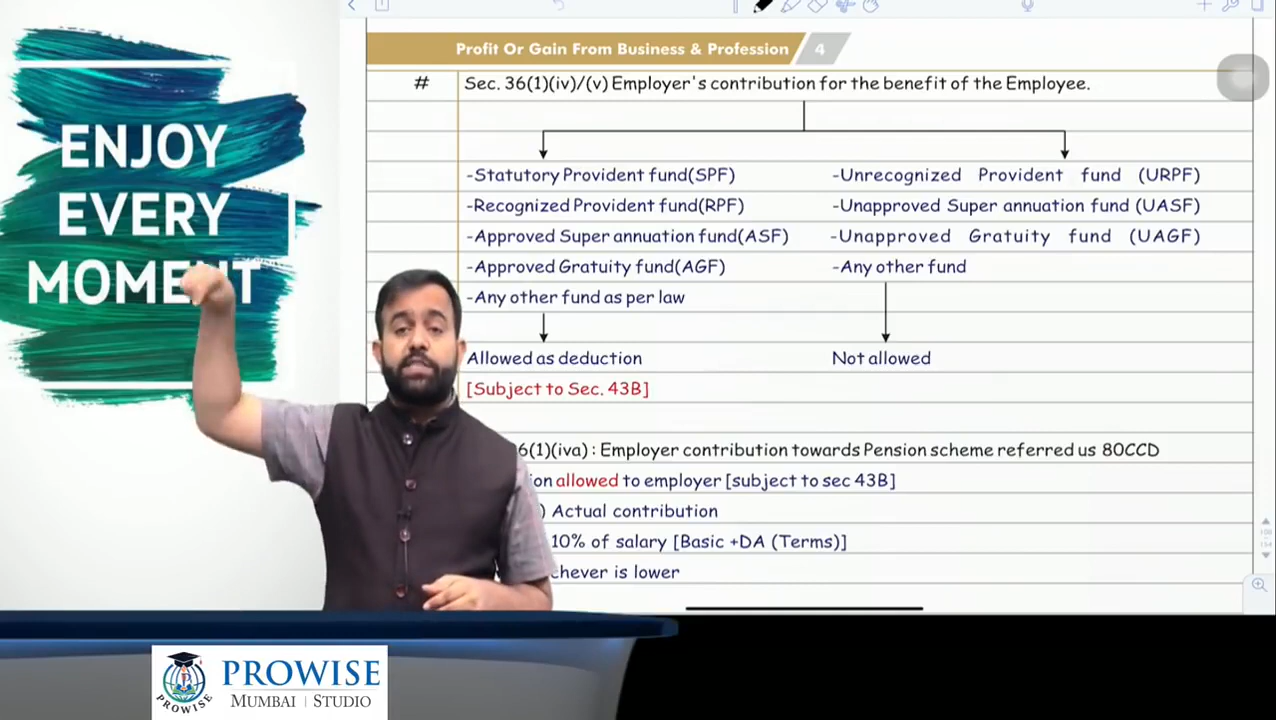 ENJOY
EVERY
MOMENT
Profit Or Gain From Business & Profession 4
# Sec. 36(1)(iv)/(v) Employer's contribution for the benefit of the Employee.
-Statutory Provident fund(SPF)
-Recognized Provident fund(RPF)
-Approved Super annuation fund(ASF)
-Approved Gratuity fund(AGF)
-Any other fund as per law
Allowed as deduction
[Subject to Sec. 43B]
-Unrecognized Provident fund (URPF)
-Unapproved Super annuation fund (UASF)
-Unapproved Gratuity fund (UAGF)
-Any other fund
Not allowed
6(1)(iva) : Employer contribution towards Pension scheme referred us 80CCD
ion allowed to employer [subject to sec 43B]
) Actual contribution
10% of salary [Basic +DA (Terms)]
chever is lower
PROWISE
PROWISE
MUMBAI | STUDIO